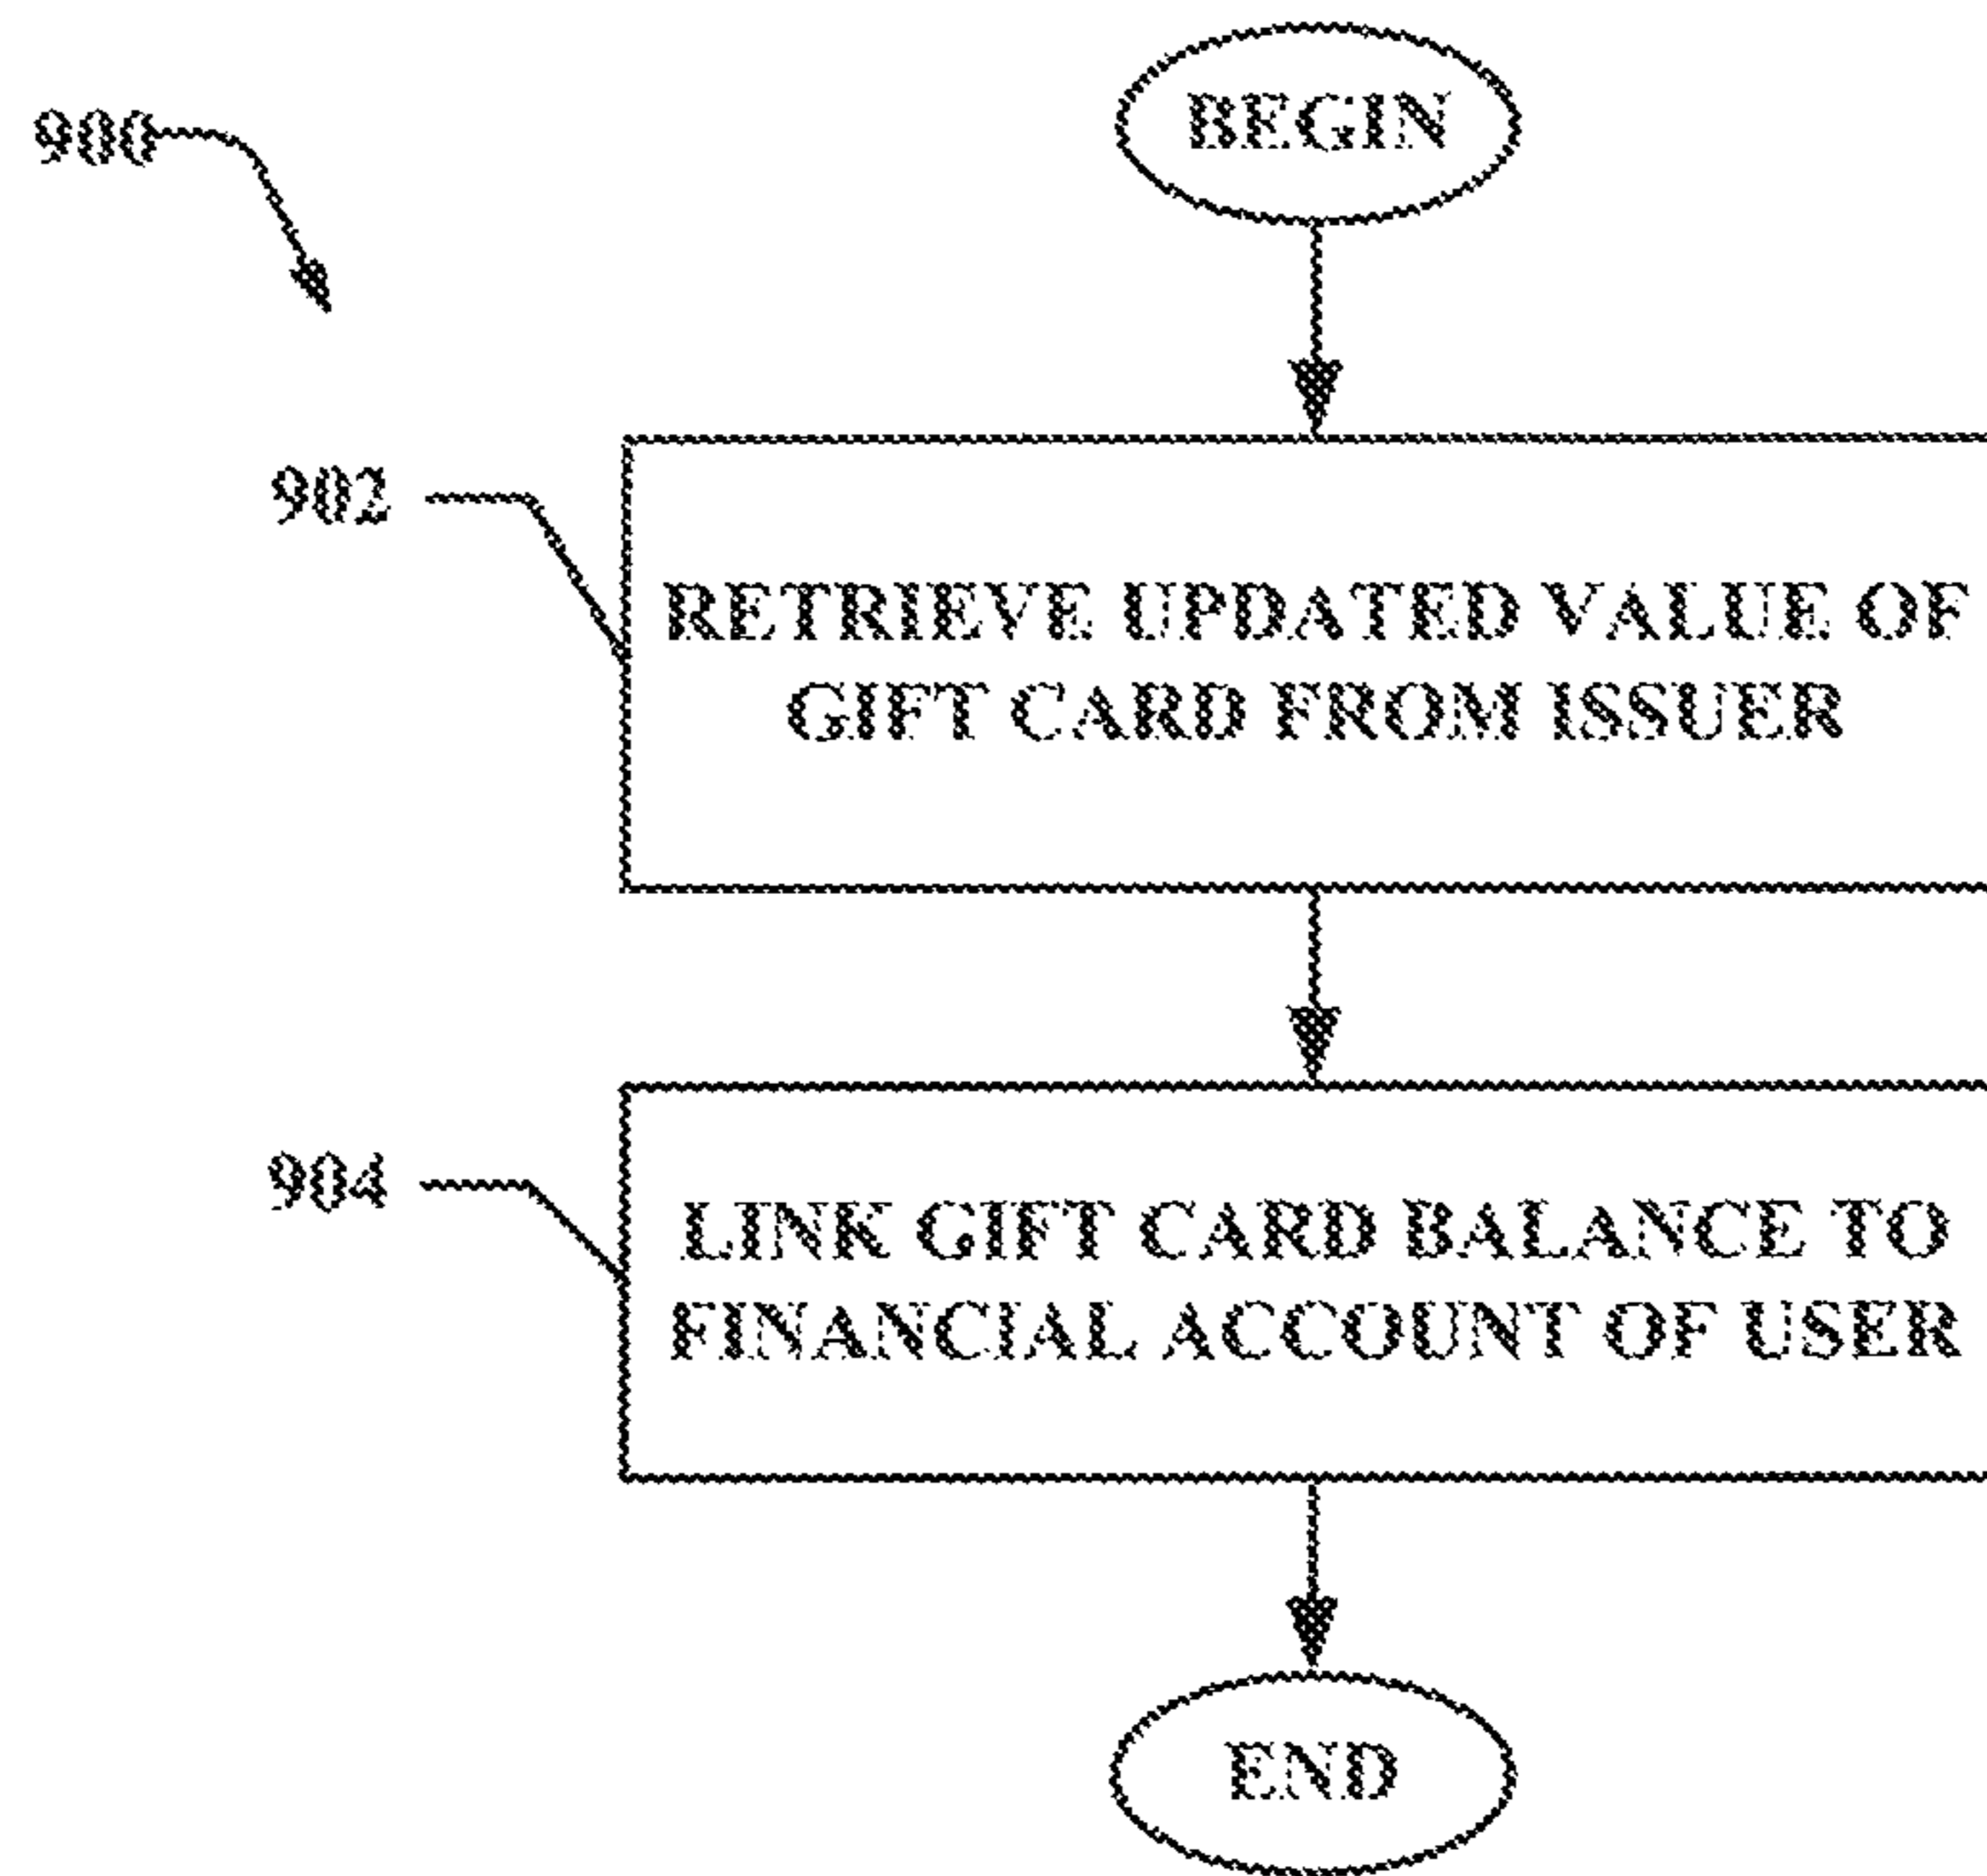 900
BEGIN
902
RETRIEVE UPDATED VALUE OF
GIFT CARD FROM ISSUER
904
LINK GIFT CARD BALANCE TO
FINANCIAL ACCOUNT OF USER
END